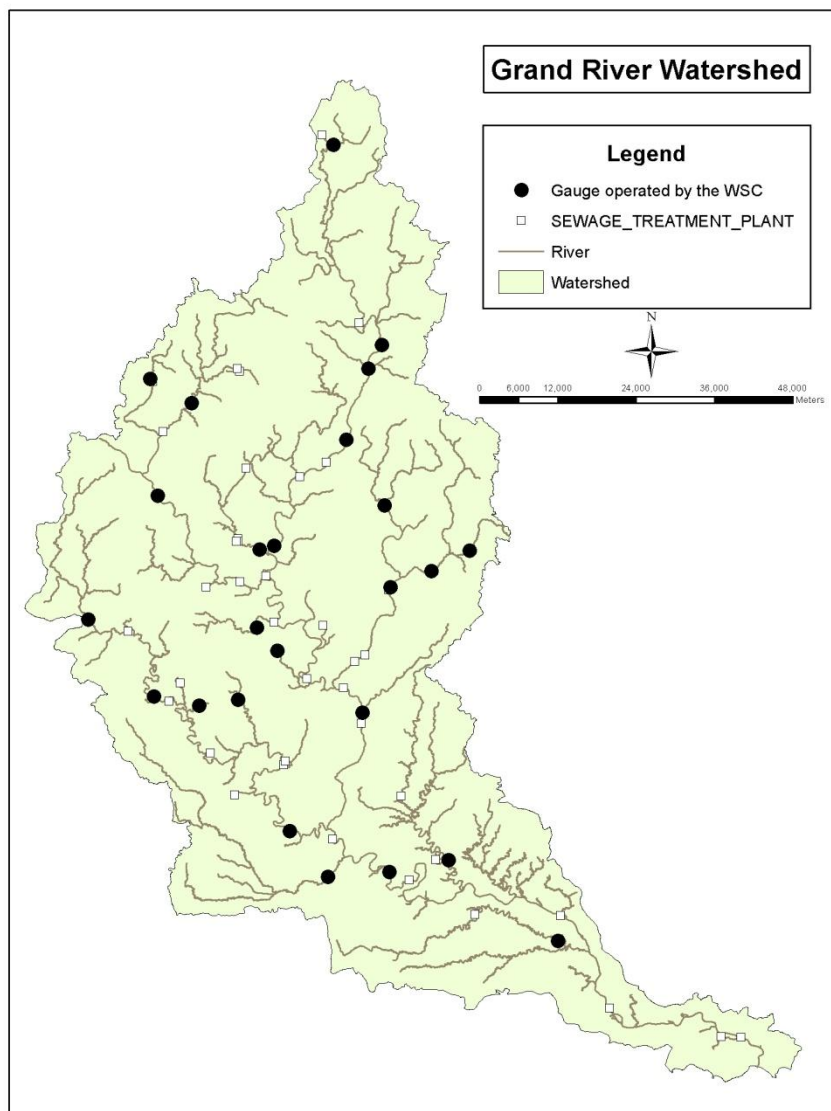 Grand River Watershed
Legend
Gauge operated by the WSC
SEWAGE_TREATMENT_PLANT
River
Watershed
N
0 6,000 12,000 24,000 36,000 48,000
Meters